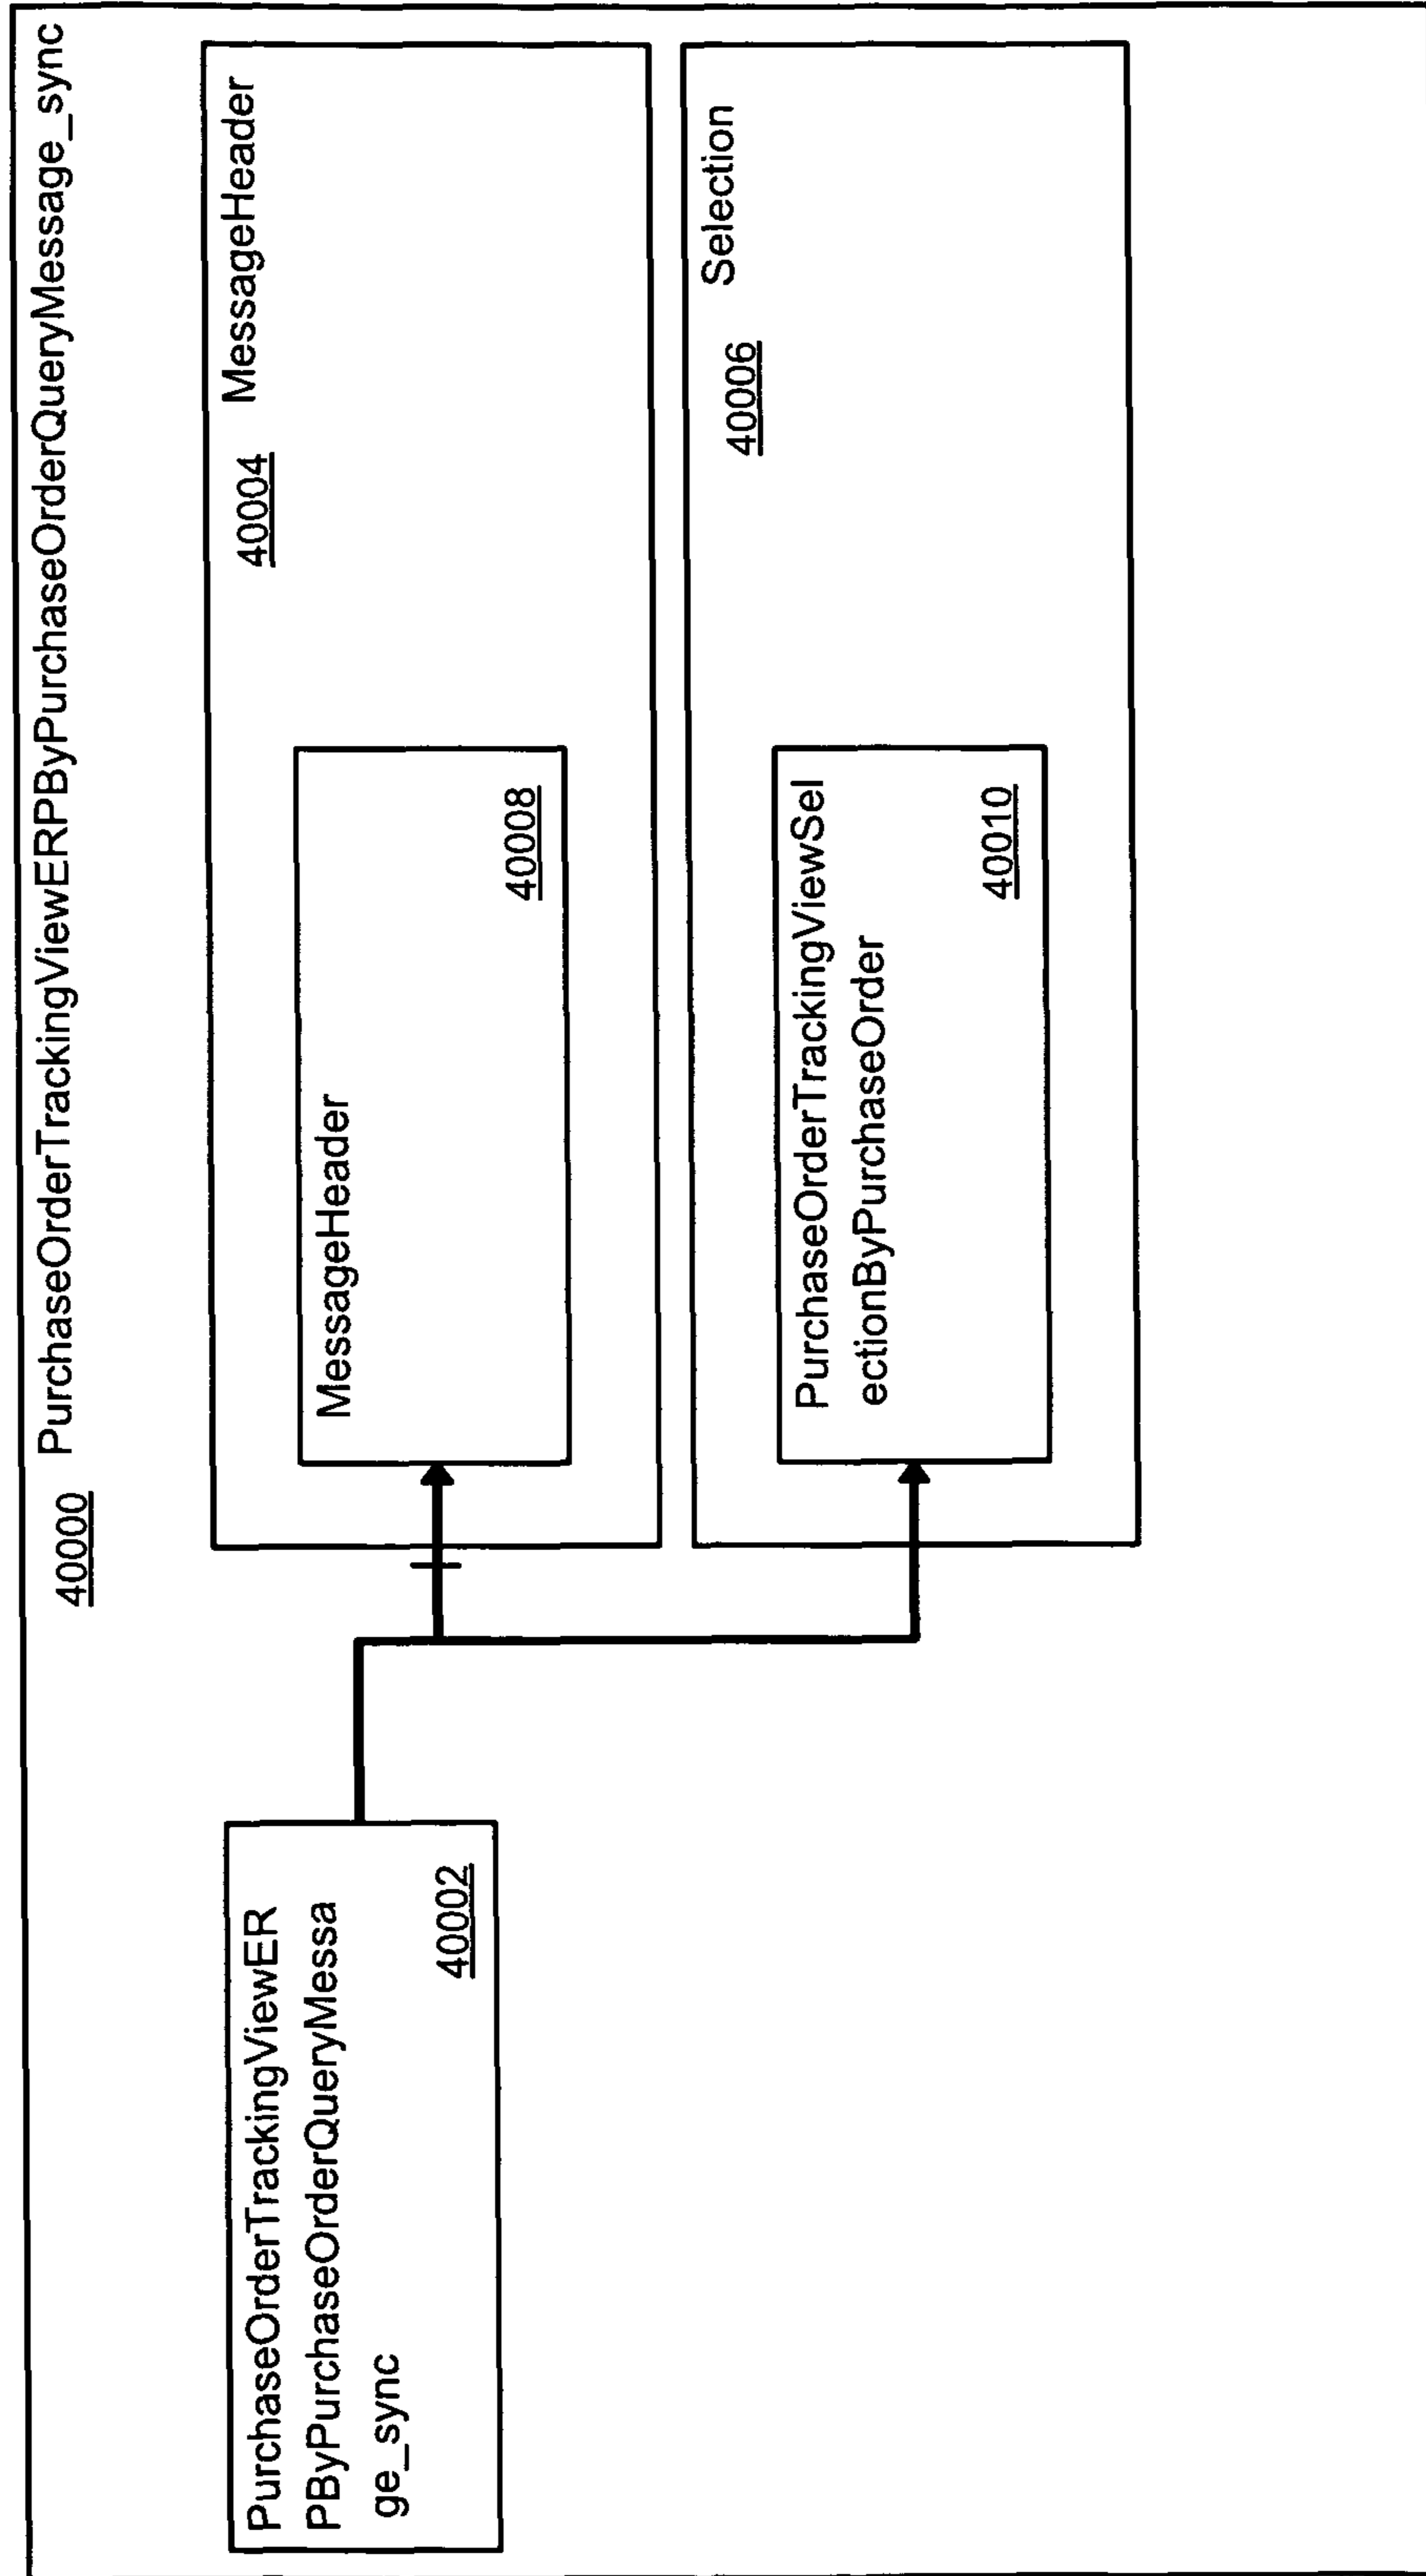 PurchaseOrderTrackingViewERPByPurchaseOrderQueryMessage_sync
40000
PurchaseOrderTrackingViewER
PByPurchaseOrderQueryMessa
ge_sync
40002
MessageHeader
40004
MessageHeader
40008
Selection
40006
PurchaseOrderTrackingViewSel
ectionByPurchaseOrder
40010